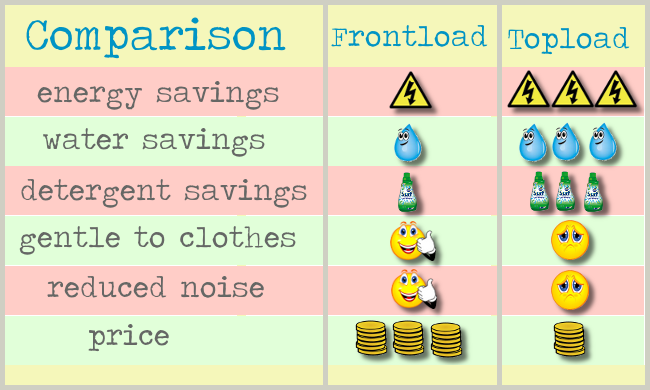 Comparison Frontload Topload
energy savings
water savings
detergent savings
gentle to clothes
reduced noise
price